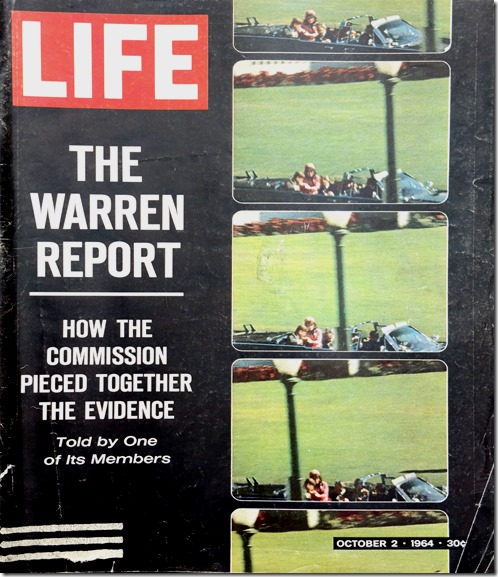 LIFE
THE
WARREN
REPORT
HOW THE
COMMISSION
PIECED TOGETHER
THE EVIDENCE
Told by One
of Its Members
OCTOBER 2 · 1964 · 30¢